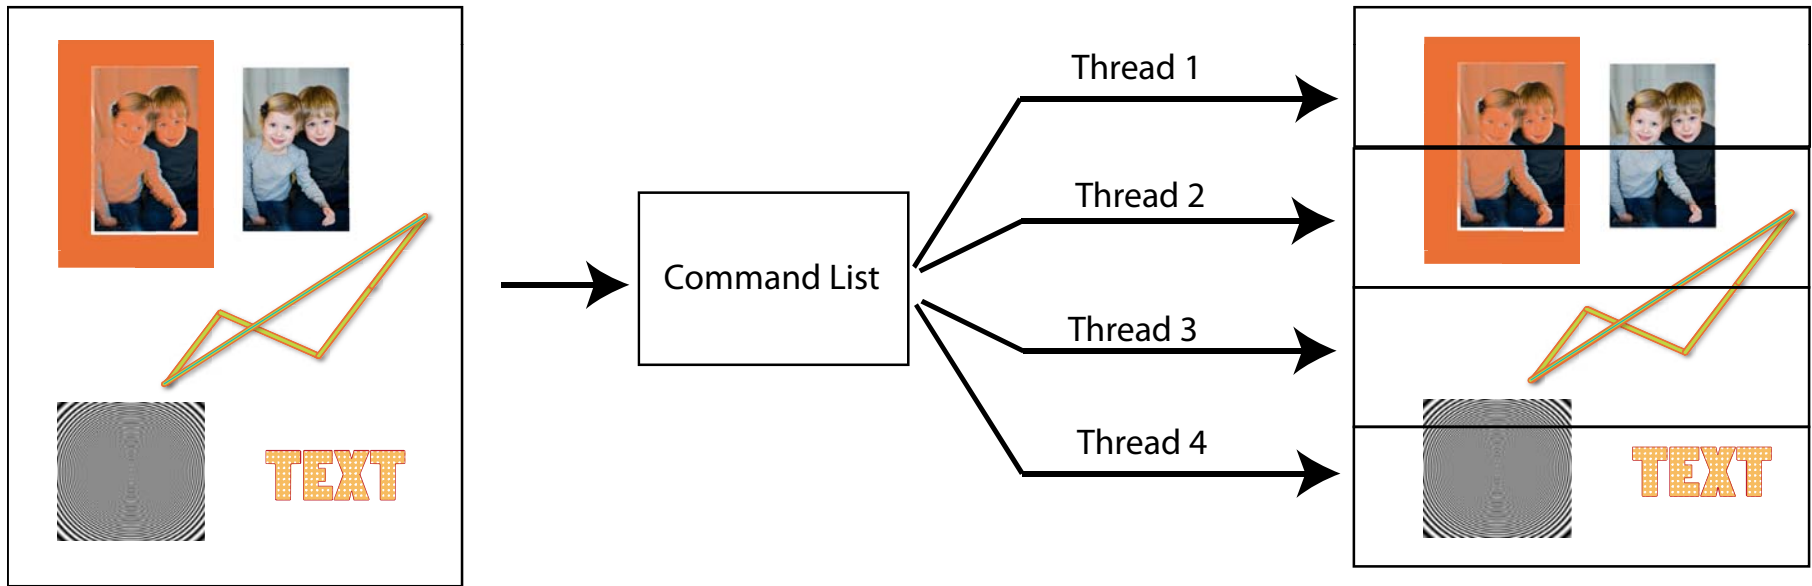 TEXT
Command List
Thread 1
Thread 2
Thread 3
Thread 4
TEXT